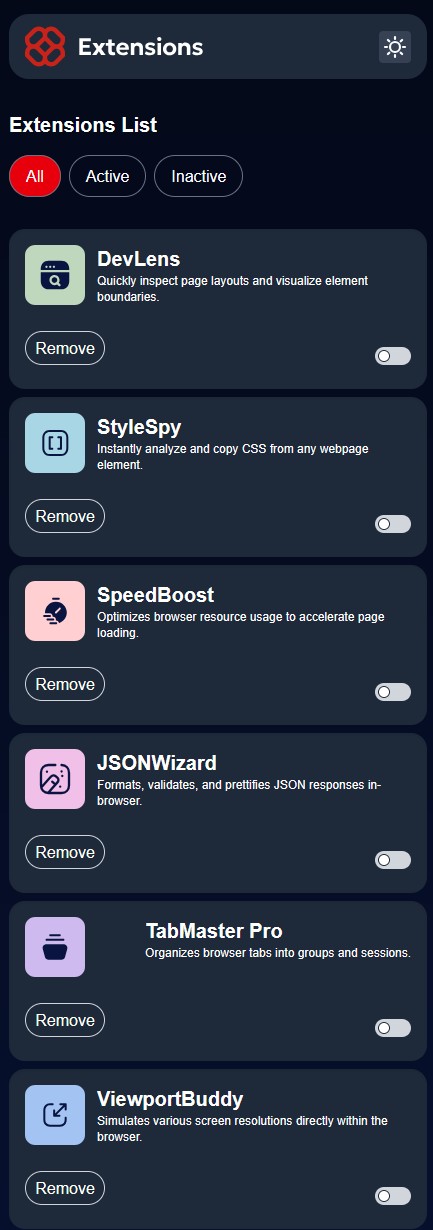 Extensions
Extensions List
All
Active
Inactive
DevLens
Quickly inspect page layouts and visualize element
boundaries.
Remove
StyleSpy
Instantly analyze and copy CSS from any webpage
element.
Remove
SpeedBoost
Optimizes browser resource usage to accelerate page
loading.
Remove
JSONWizard
Formats, validates, and prettifies JSON responses in-
browser.
Remove
TabMaster Pro
Organizes browser tabs into groups and sessions.
Remove
ViewportBuddy
Simulates various screen resolutions directly within the
browser.
Remove